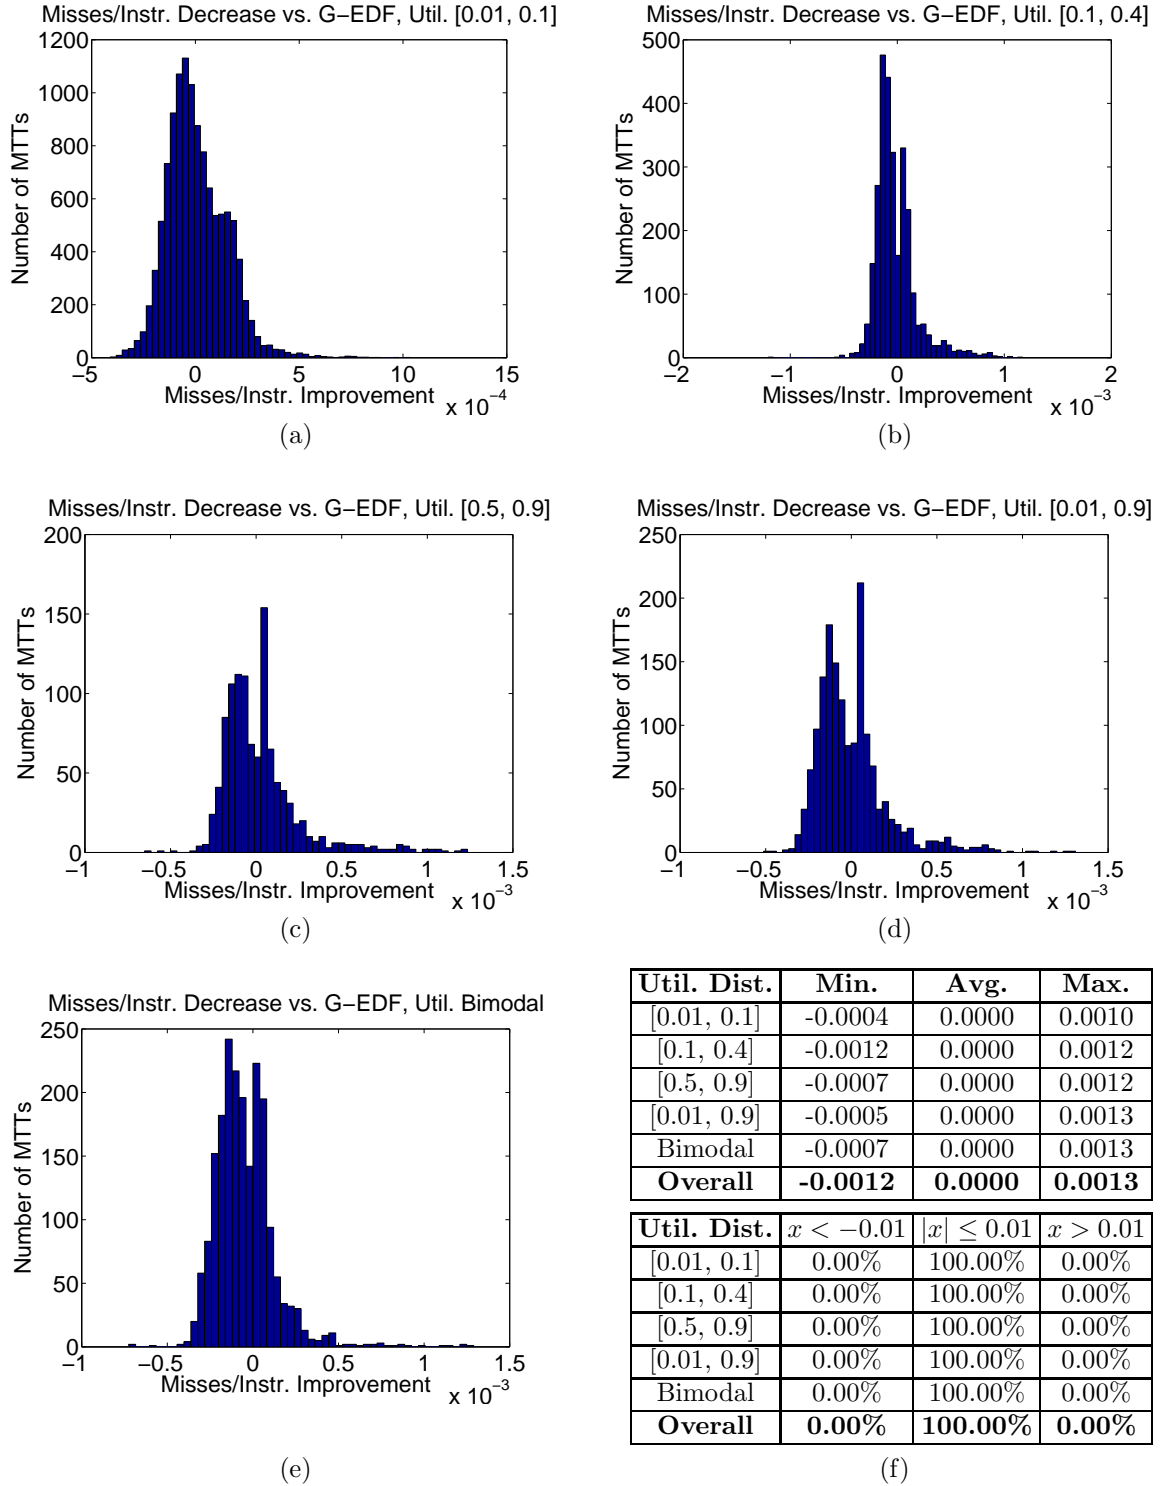 Misses/Instr. Decrease vs. G−EDF, Util. [0.01, 0.1]
1200
1000
800
600
400
200
0
Number of MTTs
−5 0 5 10 15
Misses/Instr. Improvement
x 10−4
(a)
Misses/Instr. Decrease vs. G−EDF, Util. [0.1, 0.4]
500
400
300
200
100
0
Number of MTTs
−2 −1 0 1 2
Misses/Instr. Improvement
x 10−3
(b)
Misses/Instr. Decrease vs. G−EDF, Util. [0.5, 0.9]
200
150
100
50
0
Number of MTTs
−1 −0.5 0 0.5 1 1.5
Misses/Instr. Improvement
x 10−3
(c)
Misses/Instr. Decrease vs. G−EDF, Util. [0.01, 0.9]
250
200
150
100
50
0
Number of MTTs
−1 −0.5 0 0.5 1 1.5
Misses/Instr. Improvement
x 10−3
(d)
Misses/Instr. Decrease vs. G−EDF, Util. Bimodal
250
200
150
100
50
0
Number of MTTs
−1 −0.5 0 0.5 1 1.5
Misses/Instr. Improvement
x 10−3
(e)
Util. Dist. Min. Avg. Max.
[0.01, 0.1] -0.0004 0.0000 0.0010
[0.1, 0.4] -0.0012 0.0000 0.0012
[0.5, 0.9] -0.0007 0.0000 0.0012
[0.01, 0.9] -0.0005 0.0000 0.0013
Bimodal -0.0007 0.0000 0.0013
Overall -0.0012 0.0000 0.0013
Util. Dist. x < −0.01 |x| ≤ 0.01 x > 0.01
[0.01, 0.1] 0.00% 100.00% 0.00%
[0.1, 0.4] 0.00% 100.00% 0.00%
[0.5, 0.9] 0.00% 100.00% 0.00%
[0.01, 0.9] 0.00% 100.00% 0.00%
Bimodal 0.00% 100.00% 0.00%
Overall 0.00% 100.00% 0.00%
(f)